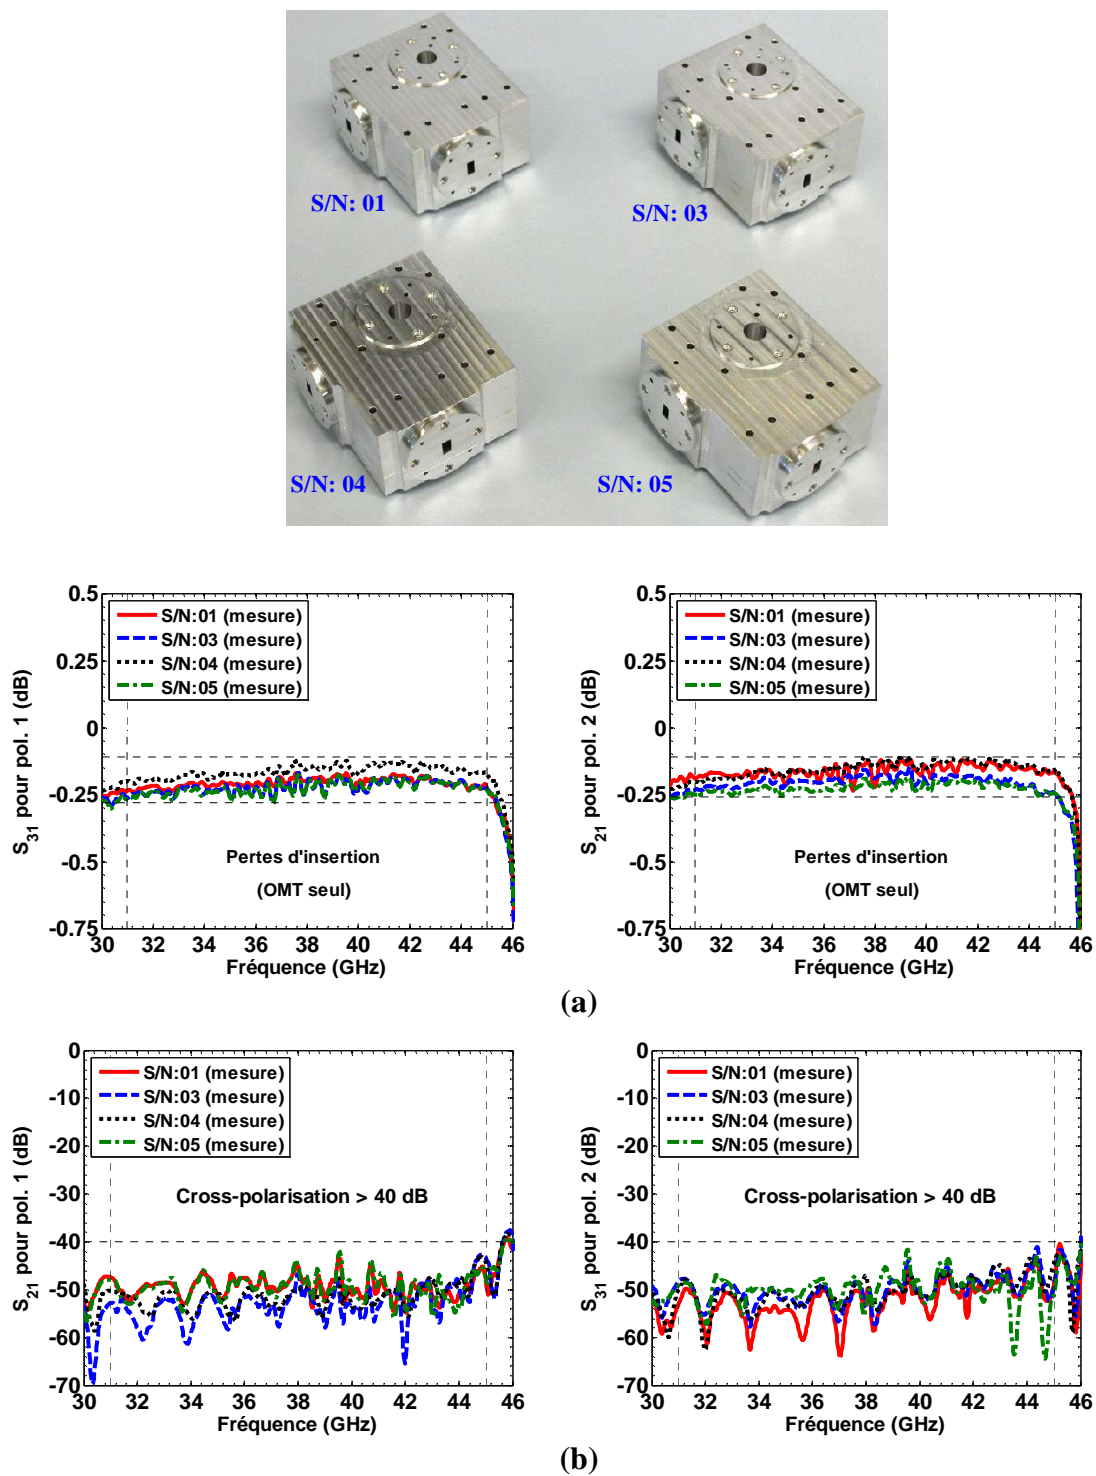 S/N: 01
S/N: 03
S/N: 04
S/N: 05
0.5
0.25
0
-0.25
-0.5
-0.75
S31 pour pol. 1 (dB)
S/N:01 (mesure)
S/N:03 (mesure)
S/N:04 (mesure)
S/N:05 (mesure)
Pertes d'insertion
(OMT seul)
30 32 34 36 38 40 42 44 46
Fréquence (GHz)
0.5
0.25
0
-0.25
-0.5
-0.75
S21 pour pol. 2 (dB)
S/N:01 (mesure)
S/N:03 (mesure)
S/N:04 (mesure)
S/N:05 (mesure)
Pertes d'insertion
(OMT seul)
30 32 34 36 38 40 42 44 46
Fréquence (GHz)
(a)
0
-10
-20
-30
-40
-50
-60
-70
S21 pour pol. 1 (dB)
S/N:01 (mesure)
S/N:03 (mesure)
S/N:04 (mesure)
S/N:05 (mesure)
Cross-polarisation > 40 dB
30 32 34 36 38 40 42 44 46
Fréquence (GHz)
0
-10
-20
-30
-40
-50
-60
-70
S31 pour pol. 2 (dB)
S/N:01 (mesure)
S/N:03 (mesure)
S/N:04 (mesure)
S/N:05 (mesure)
Cross-polarisation > 40 dB
30 32 34 36 38 40 42 44 46
Fréquence (GHz)
(b)